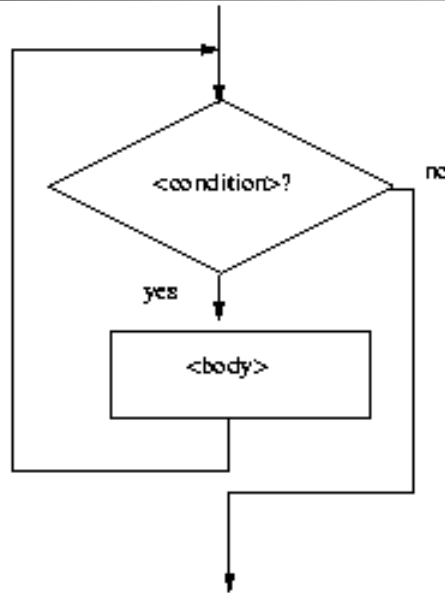 <condition>?
no
yes
<body>